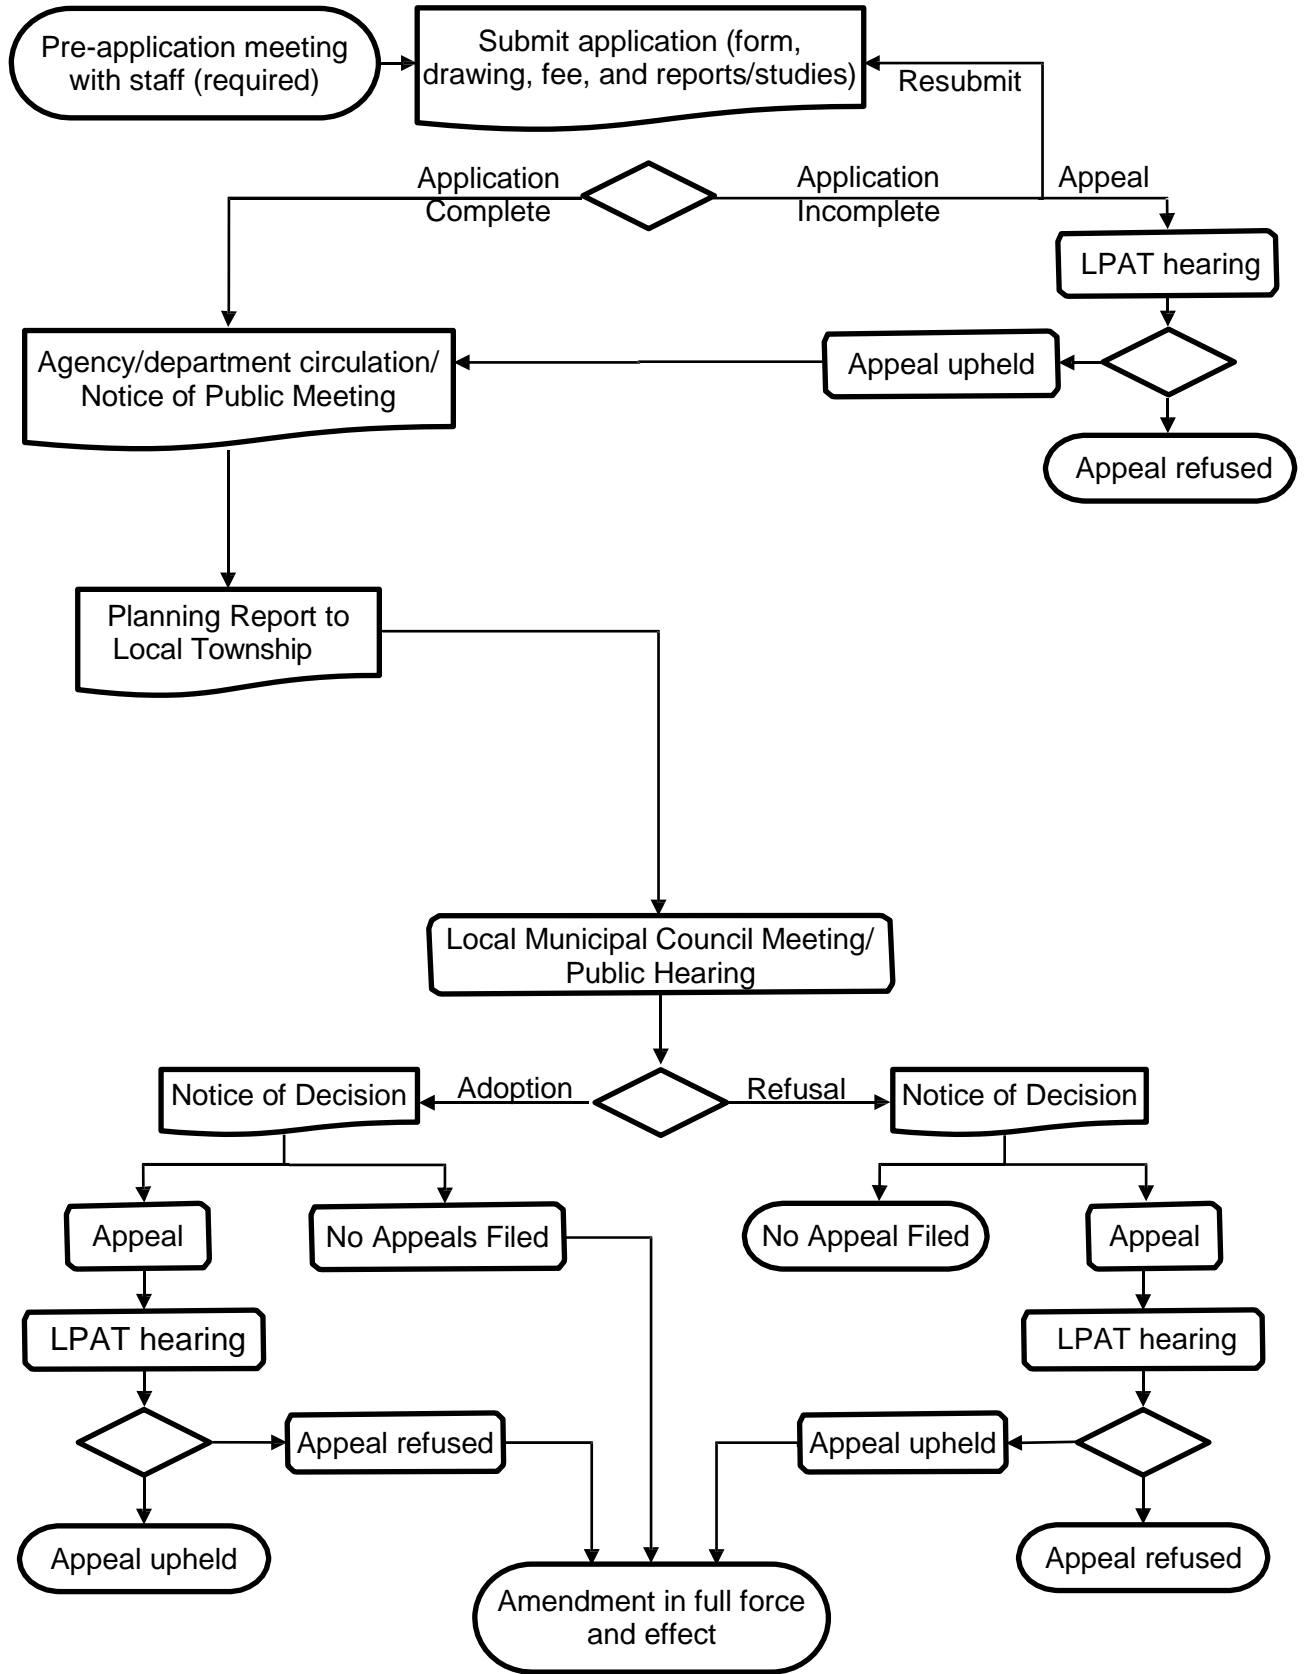 Pre-application meeting
with staff (required)
Submit application (form,
drawing, fee, and reports/studies)
Resubmit
Application
Complete
Application
Incomplete
Appeal
LPAT hearing
Agency/department circulation/
Notice of Public Meeting
Appeal upheld
Appeal refused
Planning Report to
Local Township
Local Municipal Council Meeting/
Public Hearing
Notice of Decision
Adoption
Refusal
Notice of Decision
Appeal
No Appeals Filed
No Appeal Filed
Appeal
LPAT hearing
LPAT hearing
Appeal refused
Appeal upheld
Appeal upheld
Appeal refused
Amendment in full force
and effect